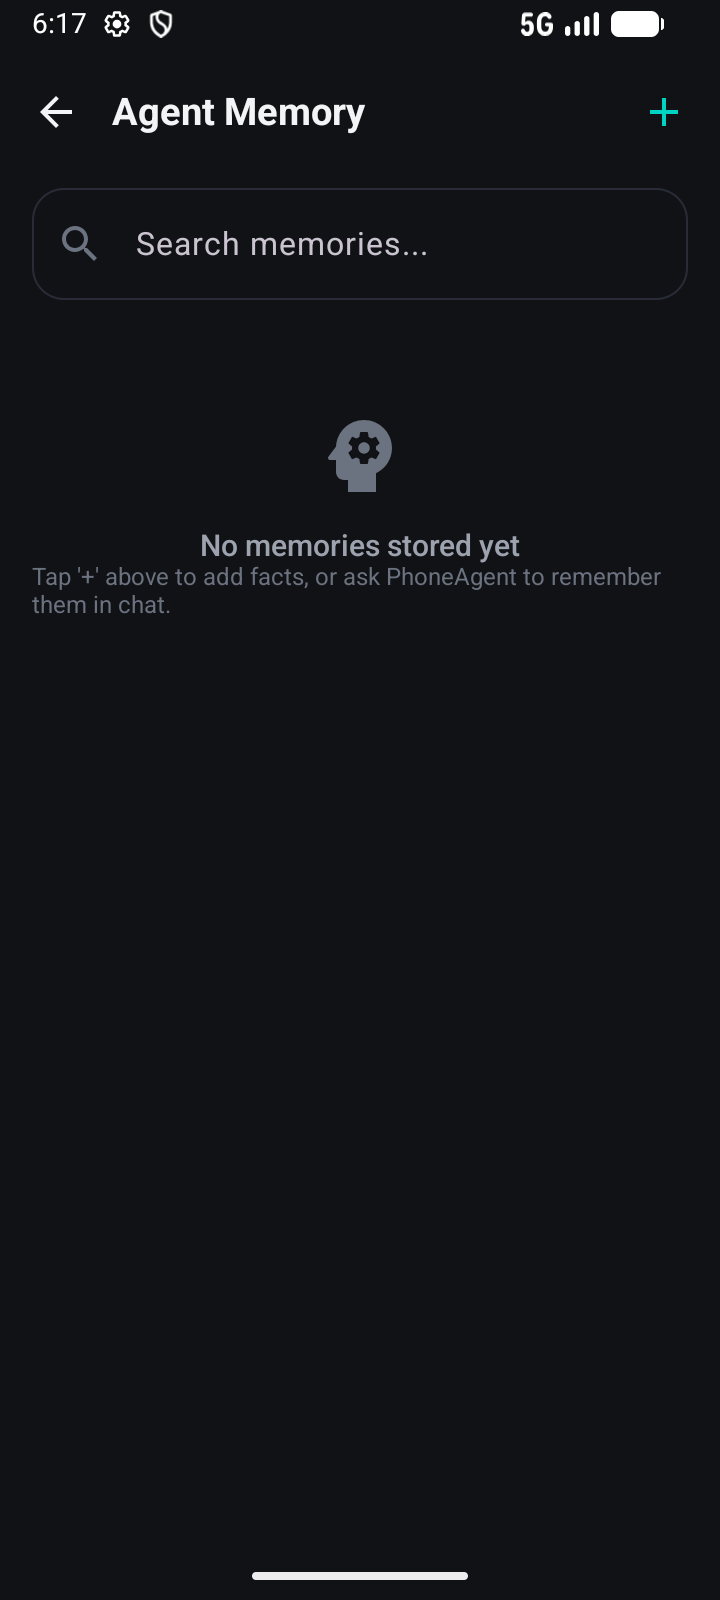 6:17
5G
Agent Memory
Search memories...
No memories stored yet
Tap '+' above to add facts, or ask PhoneAgent to remember
them in chat.